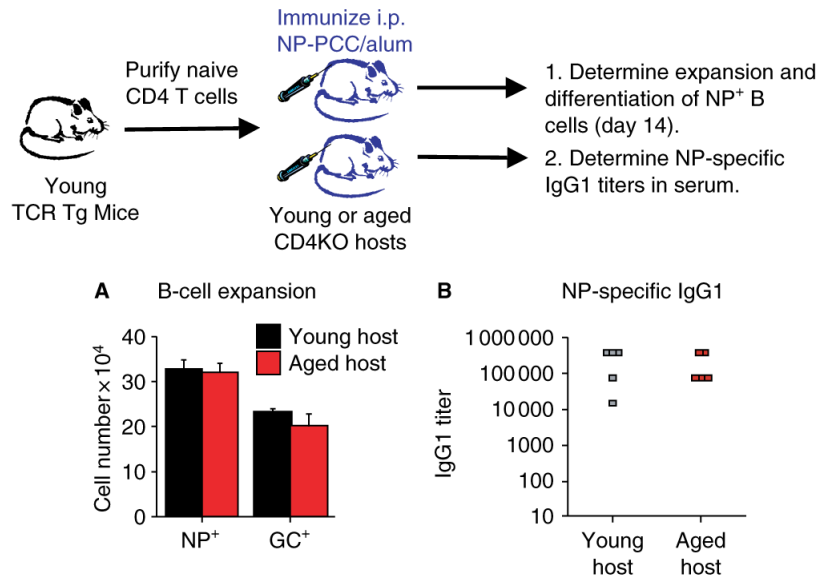 Immunize i.p.
NP-PCC/alum
Purify naive
CD4 T cells
Young
TCR Tg Mice
Young or aged
CD4KO hosts
1. Determine expansion and
differentiation of NP⁺ B
cells (day 14).
2. Determine NP-specific
IgG1 titers in serum.
A B-cell expansion
Young host
Aged host
Cell number × 10⁴
40
30
20
10
0
NP⁺ GC⁺
B NP-specific IgG1
IgG1 titer
1 000 000
100 000
10 000
1000
100
10
Young
host
Aged
host